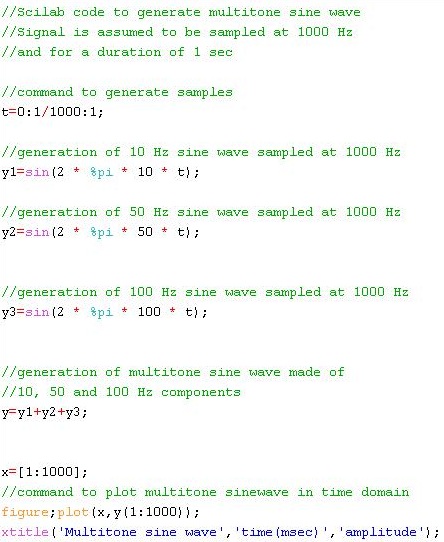 //Scilab code to generate multitone sine wave
//Signal is assumed to be sampled at 1000 Hz
//and for a duration of 1 sec
//command to generate samples
t=0:1/1000:1;
//generation of 10 Hz sine wave sampled at 1000 Hz
y1=sin(2 * %pi * 10 * t);
//generation of 50 Hz sine wave sampled at 1000 Hz
y2=sin(2 * %pi * 50 * t);
//generation of 100 Hz sine wave sampled at 1000 Hz
y3=sin(2 * %pi * 100 * t);
//generation of multitone sine wave made of
//10, 50 and 100 Hz components
y=y1+y2+y3;
x=[1:1000];
//command to plot multitone sinewave in time domain
figure;plot(x,y(1:1000));
xtitle('Multitone sine wave','time(msec)','amplitude');